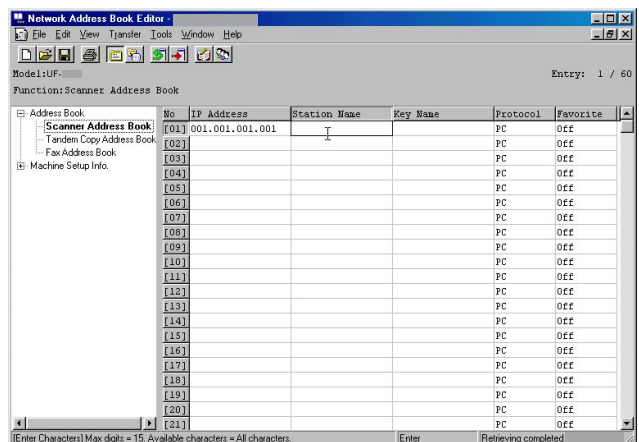 Network Address Book Editor -
File Edit View Transfer Tools Window Help
Model:UF-
Entry: 1 / 60
Function:Scanner Address Book
Address Book
Scanner Address Book
Tandem Copy Address Book
Fax Address Book
Machine Setup Info.
No IP Address Station Name Key Name Protocol Favorite
[01] 001.001.001.001 PC Off
[02] PC Off
[03] PC Off
[04] PC Off
[05] PC Off
[06] PC Off
[07] PC Off
[08] PC Off
[09] PC Off
[10] PC Off
[11] PC Off
[12] PC Off
[13] PC Off
[14] PC Off
[15] PC Off
[16] PC Off
[17] PC Off
[18] PC Off
[19] PC Off
[20] PC Off
[21] PC Off
[Enter Characters] Max digits = 15. Available characters = All characters. Enter Retrieving completed